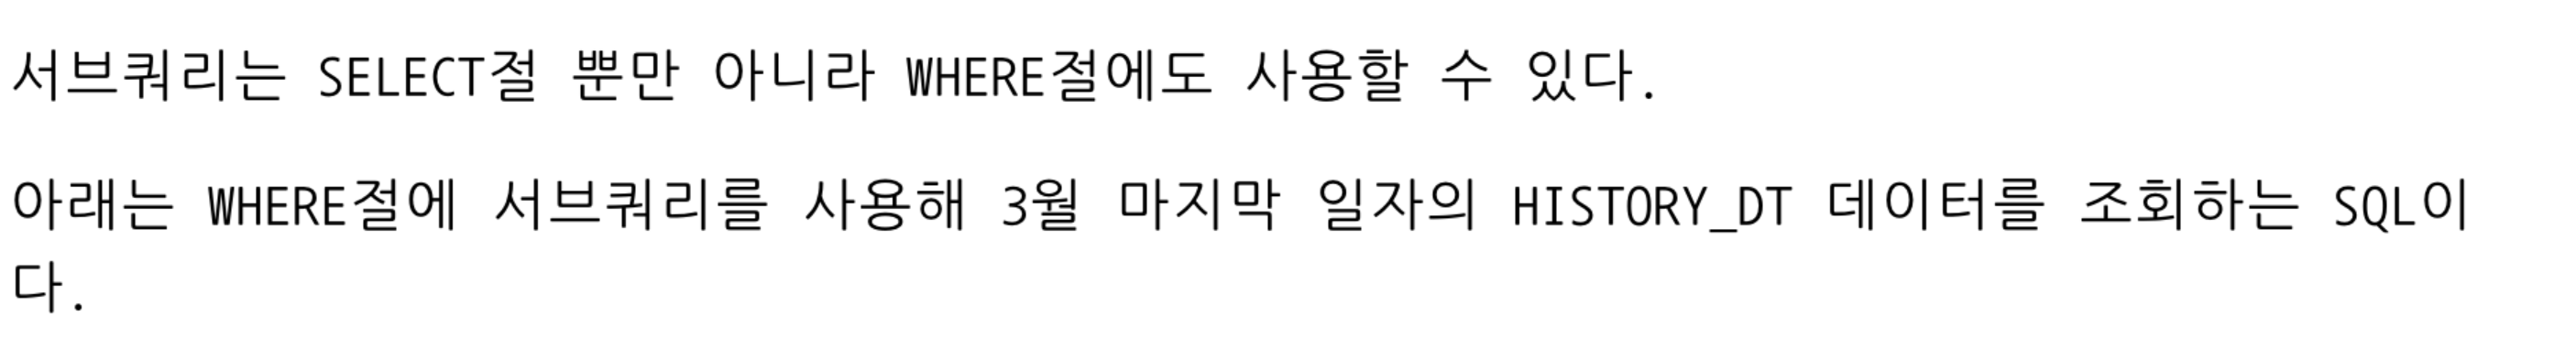 서브쿼리는 SELECT절 뿐만 아니라 WHERE절에도 사용할 수 있다.
아래는 WHERE절에 서브쿼리를 사용해 3월 마지막 일자의 HISTORY_DT 데이터를 조회하는 SQL이
다.